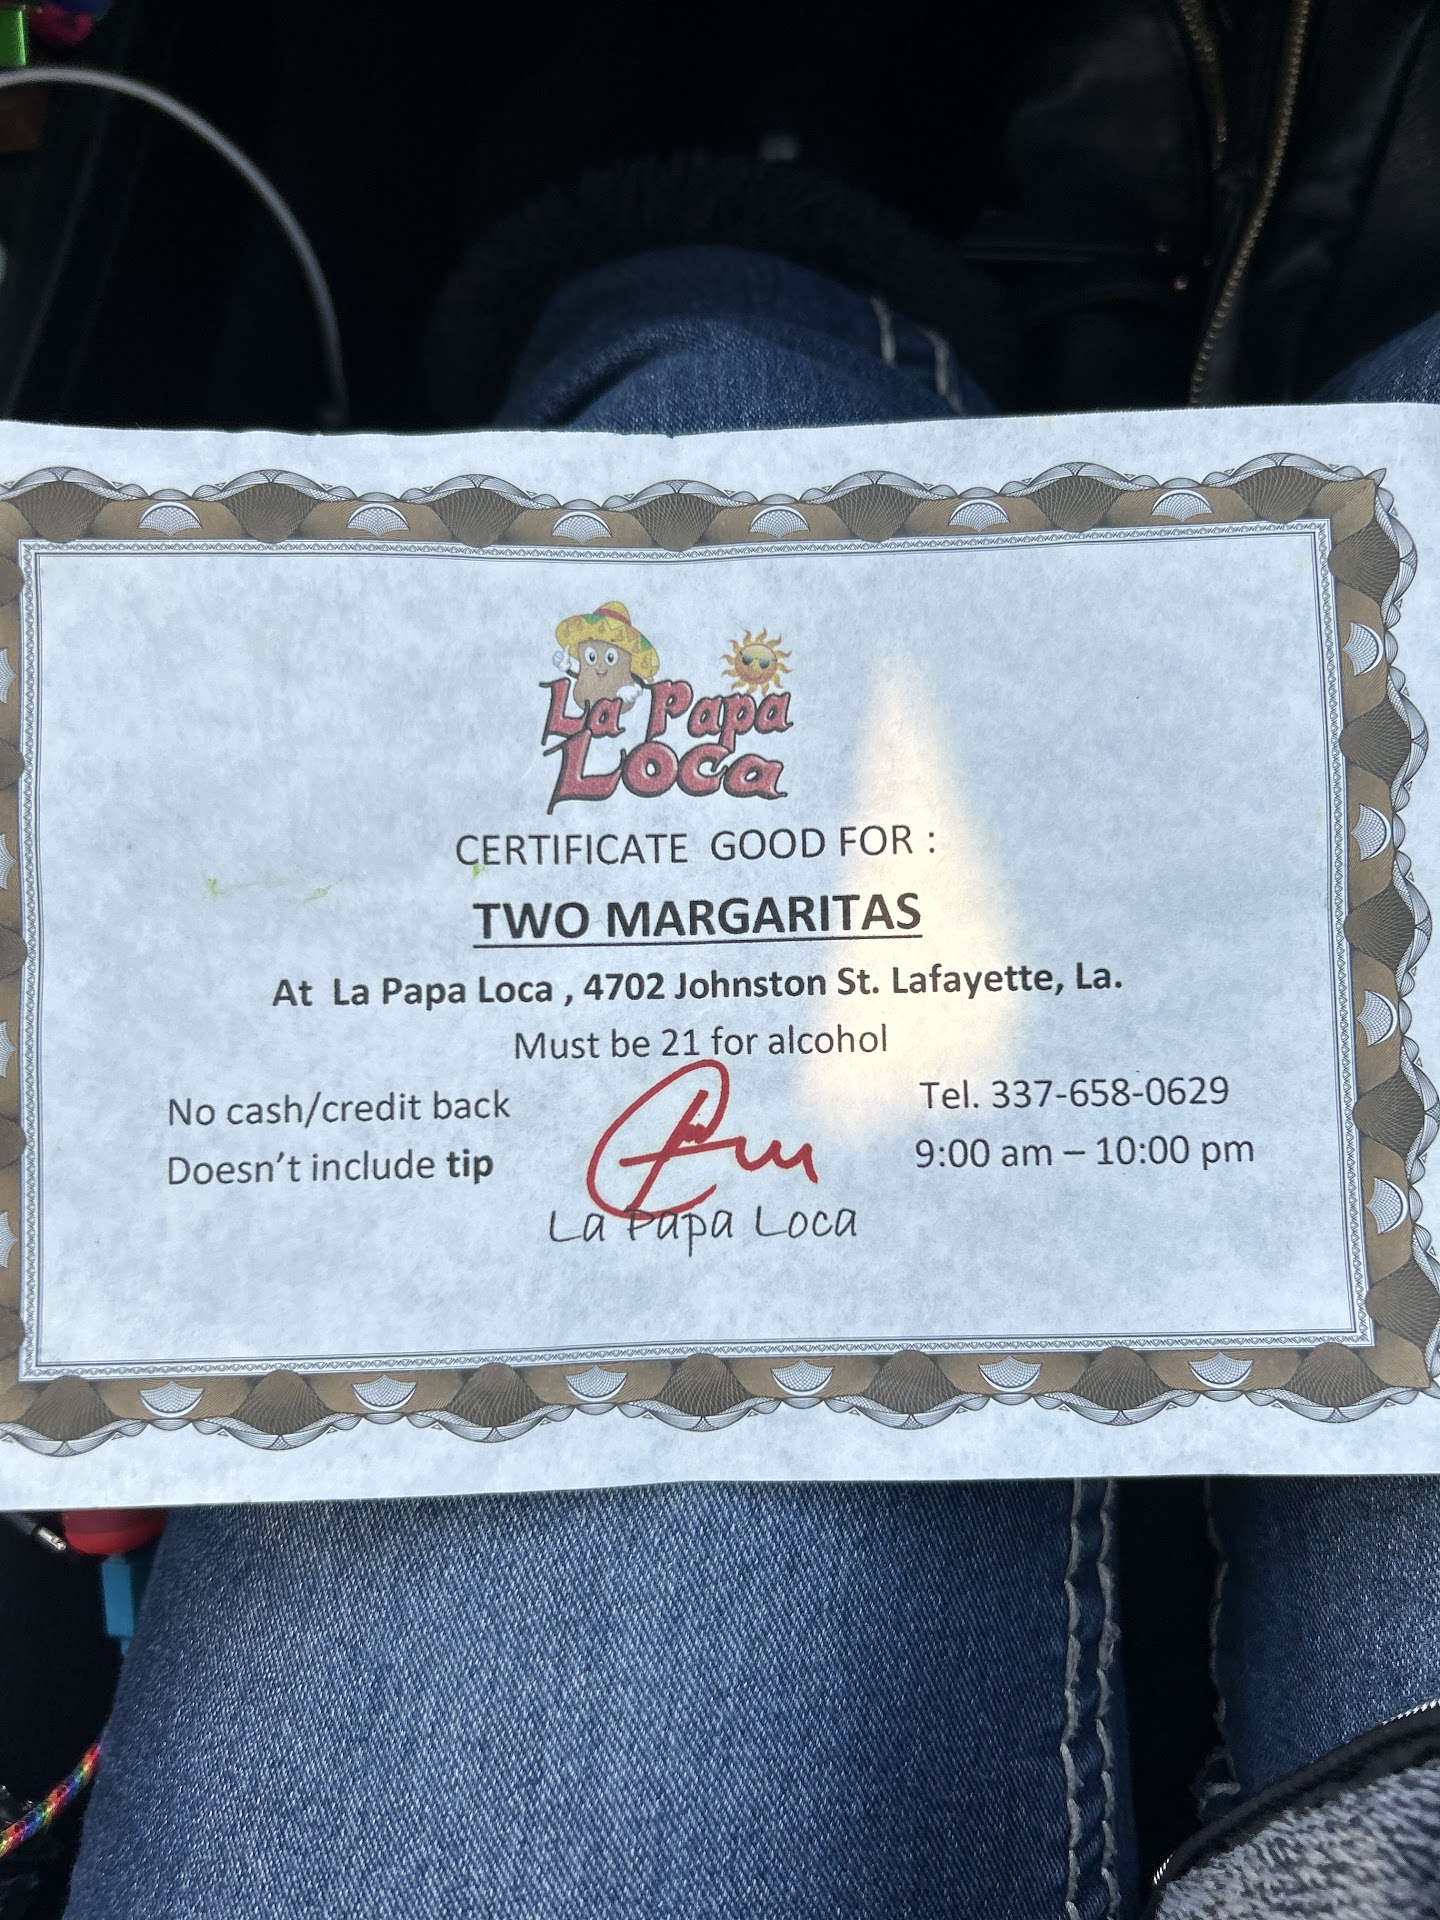 La Papa
Loca
CERTIFICATE GOOD FOR :
TWO MARGARITAS
At La Papa Loca , 4702 Johnston St. Lafayette, La.
Must be 21 for alcohol
No cash/credit back
Doesn't include tip
Tel. 337-658-0629
9:00 am – 10:00 pm
La Papa Loca